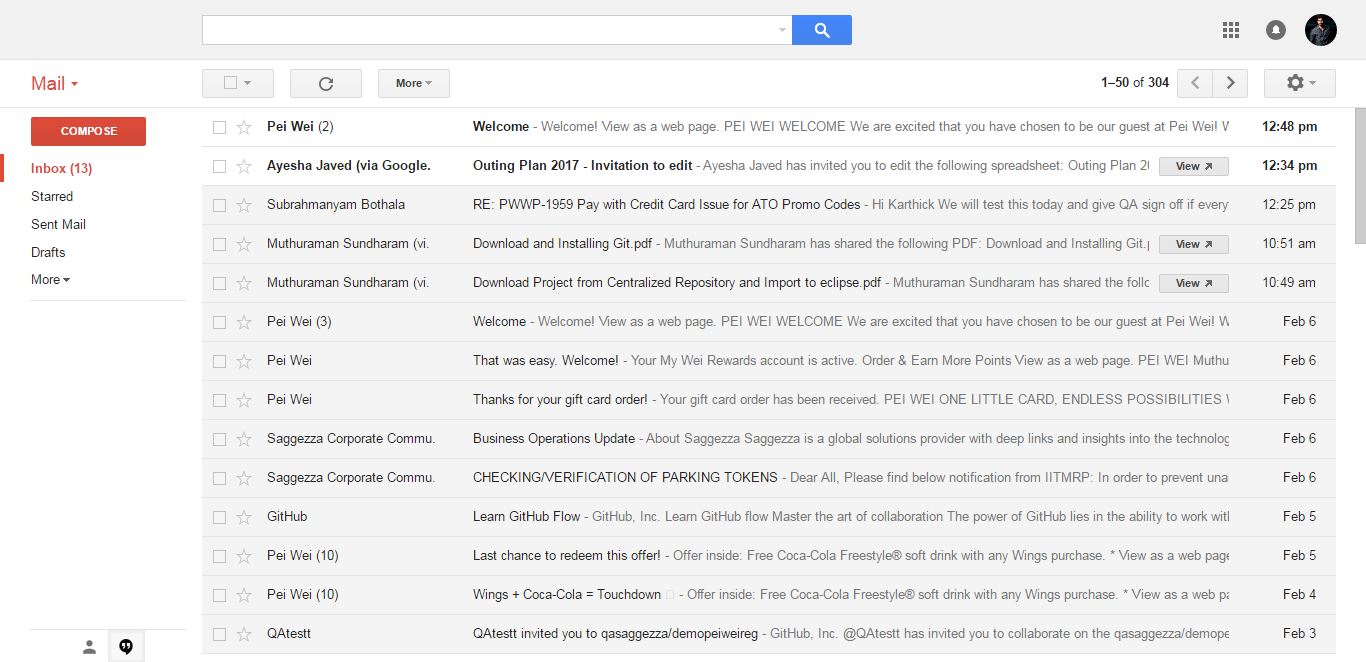 Mail
More
1–50 of 304
COMPOSE
Inbox (13)
Starred
Sent Mail
Drafts
More
Pei Wei (2) Welcome - Welcome! View as a web page. PEI WEI WELCOME We are excited that you have chosen to be our guest at Pei Wei! W 12:48 pm
Ayesha Javed (via Google. Outing Plan 2017 - Invitation to edit - Ayesha Javed has invited you to edit the following spreadsheet: Outing Plan 20 View 12:34 pm
Subrahmanyam Bothala RE: PWWP-1959 Pay with Credit Card Issue for ATO Promo Codes - Hi Karthick We will test this today and give QA sign off if every 12:25 pm
Muthuraman Sundharam (vi. Download and Installing Git.pdf - Muthuraman Sundharam has shared the following PDF: Download and Installing Git.p View 10:51 am
Muthuraman Sundharam (vi. Download Project from Centralized Repository and Import to eclipse.pdf - Muthuraman Sundharam has shared the follo View 10:49 am
Pei Wei (3) Welcome - Welcome! View as a web page. PEI WEI WELCOME We are excited that you have chosen to be our guest at Pei Wei! W Feb 6
Pei Wei That was easy. Welcome! - Your My Wei Rewards account is active. Order & Earn More Points View as a web page. PEI WEI Muthu Feb 6
Pei Wei Thanks for your gift card order! - Your gift card order has been received. PEI WEI ONE LITTLE CARD, ENDLESS POSSIBILITIES Feb 6
Saggezza Corporate Commu. Business Operations Update - About Saggezza Saggezza is a global solutions provider with deep links and insights into the technolog Feb 6
Saggezza Corporate Commu. CHECKING/VERIFICATION OF PARKING TOKENS - Dear All, Please find below notification from IITMRP: In order to prevent una Feb 6
GitHub Learn GitHub Flow - GitHub, Inc. Learn GitHub flow Master the art of collaboration The power of GitHub lies in the ability to work wit Feb 5
Pei Wei (10) Last chance to redeem this offer! - Offer inside: Free Coca-Cola Freestyle® soft drink with any Wings purchase. * View as a web page Feb 5
Pei Wei (10) Wings + Coca-Cola = Touchdown - Offer inside: Free Coca-Cola Freestyle® soft drink with any Wings purchase. * View as a web pa Feb 4
QAtestt QAtestt invited you to qasaggezza/demopeiweireg - GitHub, Inc. @QAtestt has invited you to collaborate on the qasaggezza/demope Feb 3